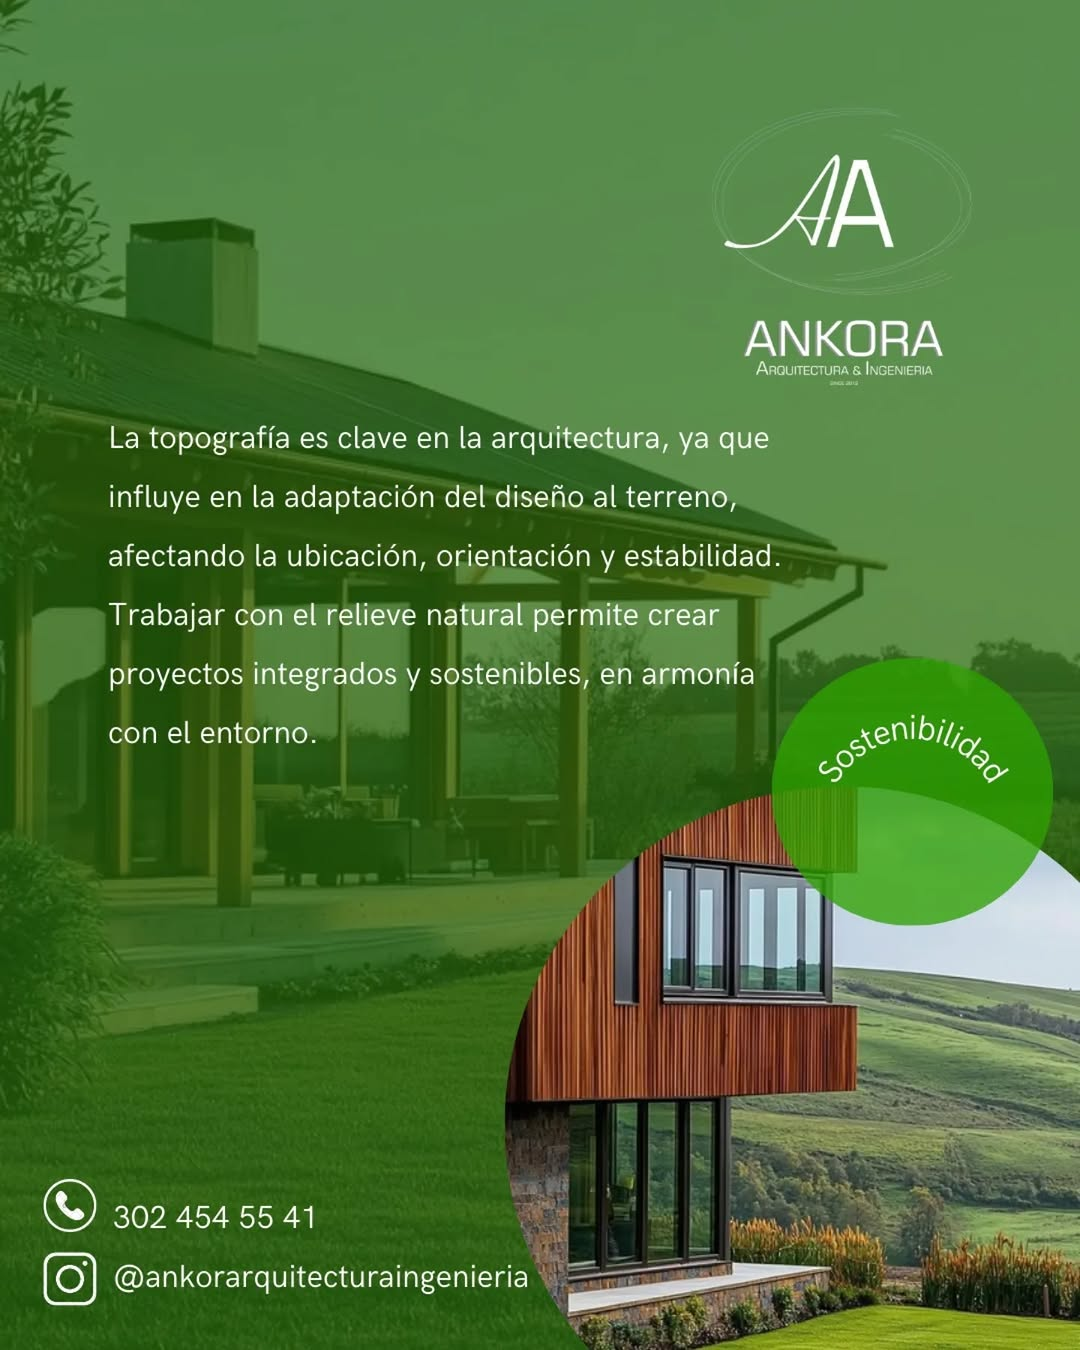 AA
ANKORA
ARQUITECTURA & INGENIERIA
SINCE 2012
La topografía es clave en la arquitectura, ya que
influye en la adaptación del diseño al terreno,
afectando la ubicación, orientación y estabilidad.
Trabajar con el relieve natural permite crear
proyectos integrados y sostenibles, en armonía
con el entorno.
Sostenibilidad
302 454 55 41
@ankorarquitecturaingenieria